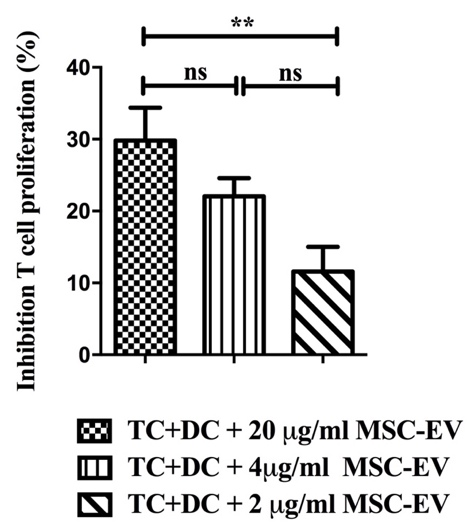 **
ns ns
40
30
20
10
0
Inhibition T cell proliferation (%)
TC+DC + 20 μg/ml MSC-EV
TC+DC + 4μg/ml MSC-EV
TC+DC + 2 μg/ml MSC-EV